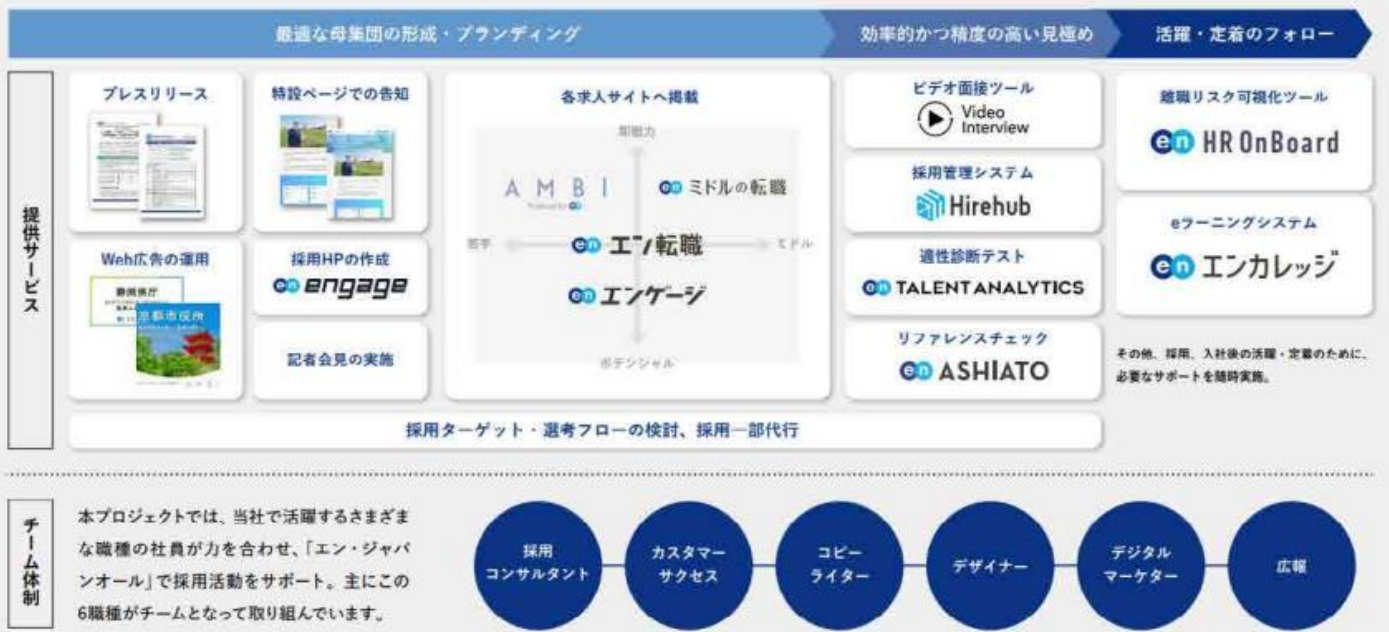 最適な母集団の形成・ブランディング
効率的かつ精度の高い見極め
活躍・定着のフォロー
提供サービス
プレスリリース
特設ページでの告知
各求人サイトへ掲載
即戦力
AMBI
en ミドルの転職
若手
en エン転職
ミドル
en エンゲージ
ポテンシャル
Web広告の運用
静岡県庁
京都市役所
採用HPの作成
en engage
記者会見の実施
ビデオ面接ツール
Video
Interview
採用管理システム
Hirehub
適性診断テスト
en TALENT ANALYTICS
リファレンスチェック
en ASHIATO
離職リスク可視化ツール
en HR OnBoard
eラーニングシステム
en エンカレッジ
その他、採用、入社後の活躍・定着のために、
必要なサポートを随時実施。
採用ターゲット・選考フローの検討、採用一部代行
チーム体制
本プロジェクトでは、当社で活躍するさまざま
な職種の社員が力を合わせ、「エン・ジャパ
ンオール」で採用活動をサポート。主にこの
6職種がチームとなって取り組んでいます。
採用
コンサルタント
カスタマー
サクセス
コピー
ライター
デザイナー
デジタル
マーケター
広報